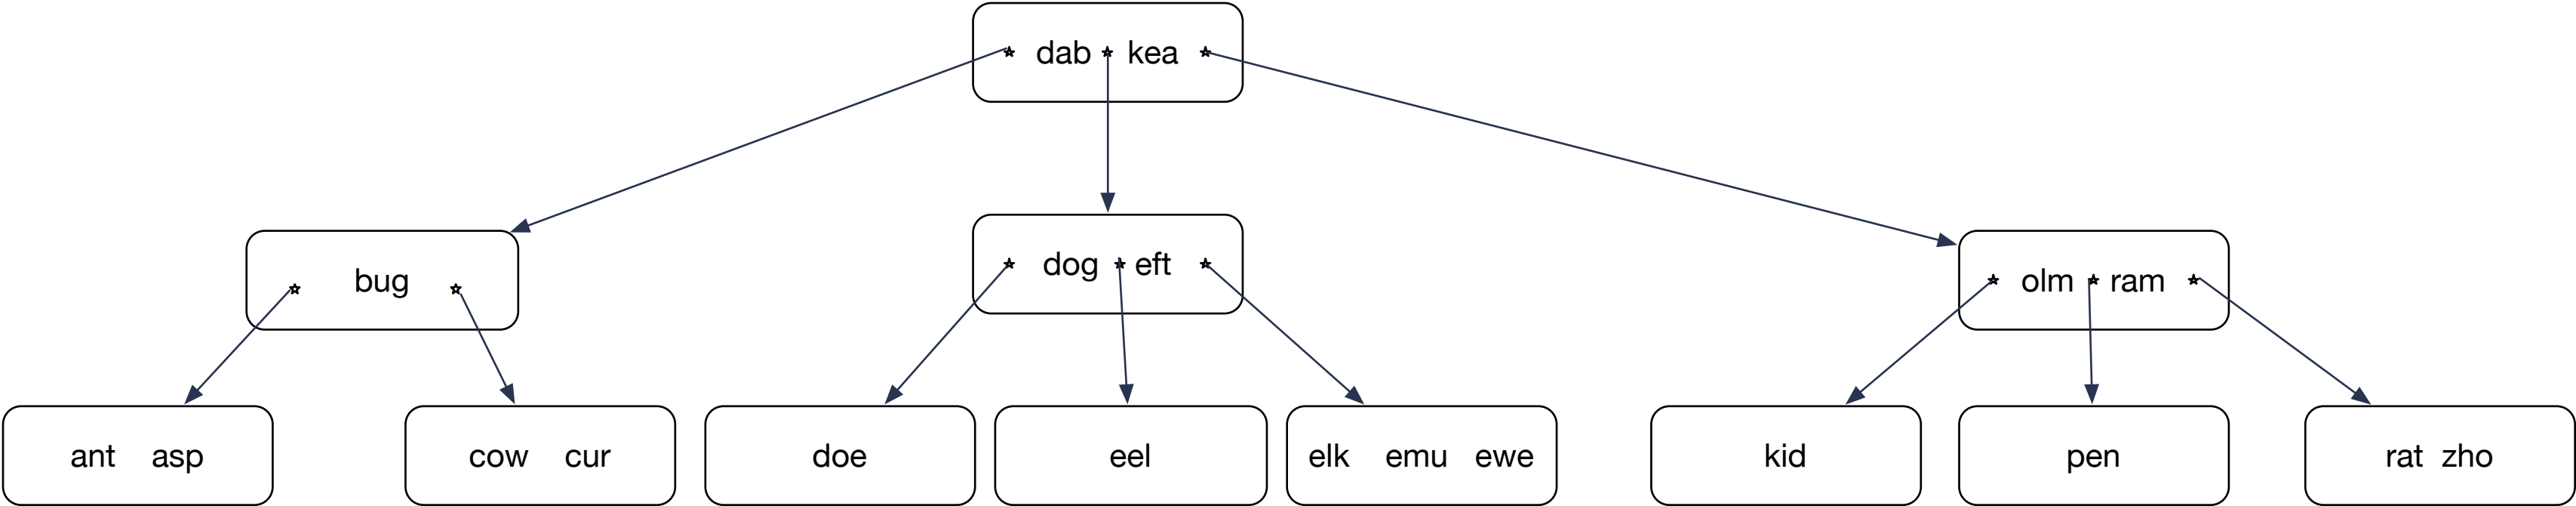 dab kea
bug
dog eft
olm ram
ant asp
cow cur
doe
eel
elk emu ewe
kid
pen
rat zho